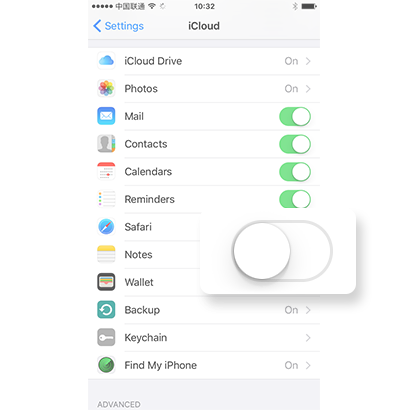 中国联通 10:32
Settings iCloud
iCloud Drive On
Photos On
Mail
Contacts
Calendars
Reminders
Safari
Notes
Wallet
Backup On
Keychain
Find My iPhone On
ADVANCED